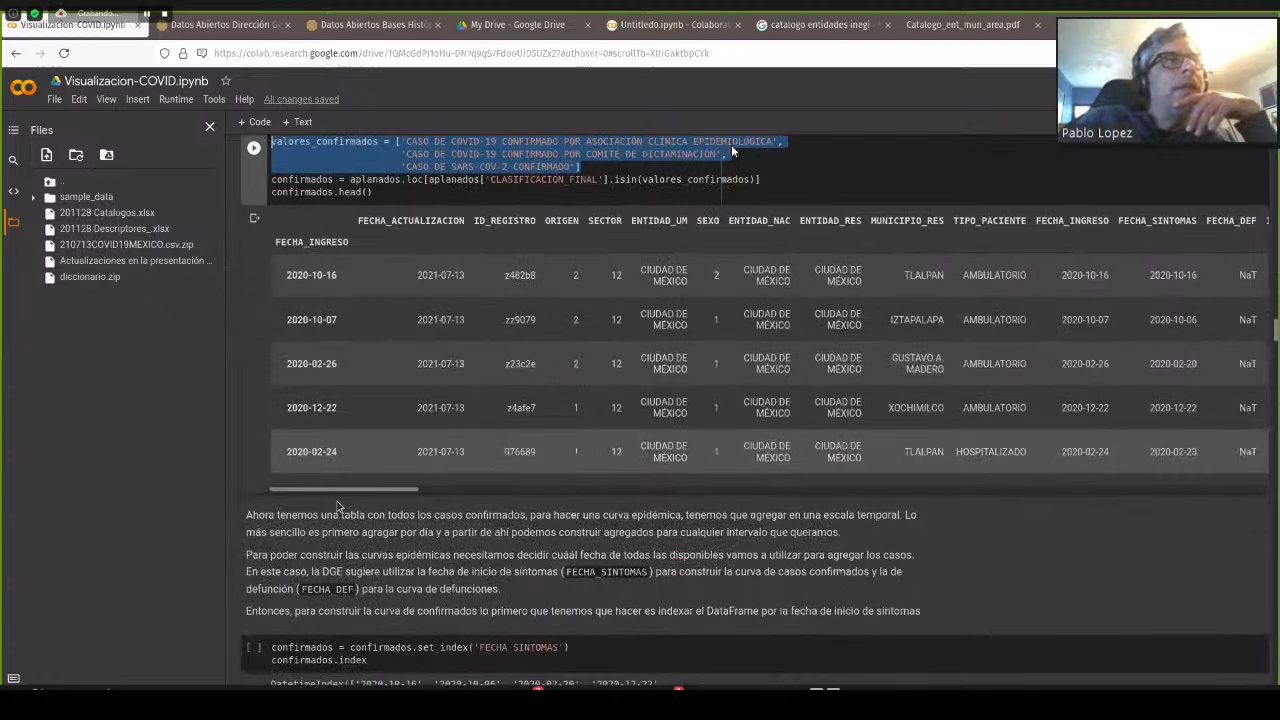 Grabando...
Visualizacion-COVID.ipynb
Datos Abiertos Dirección G
Datos Abiertos Bases Hist
My Drive - Google Drive
Untitled0.ipynb - Colabora
catalogo entidades inegi
Catalogo_ent_mun_area.pdf
Visualizacion-COVID.ipynb
File Edit View Insert Runtime Tools Help All changes saved
Pablo Lopez
+ Code + Text
Files
..
sample_data
201128 Catalogos.xlsx
201128 Descriptores_.xlsx
210713COVID19MEXICO.csv.zip
Actualizaciones en la presentación ...
diccionario.zip
valores_confirmados = ['CASO DE COVID-19 CONFIRMADO POR ASOCIACIÓN CLÍNICA EPIDEMIOLÓGICA',
'CASO DE COVID-19 CONFIRMADO POR COMITÉ DE DICTAMINACIÓN',
'CASO DE SARS-COV-2 CONFIRMADO']
confirmados = aplanados.loc[aplanados['CLASIFICACION_FINAL'].isin(valores_confirmados)]
confirmados.head()
FECHA_ACTUALIZACION ID_REGISTRO ORIGEN SECTOR ENTIDAD_UM SEXO ENTIDAD_NAC ENTIDAD_RES MUNICIPIO_RES TIPO_PACIENTE FECHA_INGRESO FECHA_SINTOMAS FECHA_DEF
FECHA_INGRESO
2020-10-16 2021-07-13 z482b8 2 12 CIUDAD DE MÉXICO 2 CIUDAD DE MÉXICO CIUDAD DE MÉXICO TLALPAN AMBULATORIO 2020-10-16 2020-10-16 NaT
2020-10-07 2021-07-13 zz9079 2 12 CIUDAD DE MÉXICO 1 CIUDAD DE MÉXICO CIUDAD DE MÉXICO IZTAPALAPA AMBULATORIO 2020-10-07 2020-10-06 NaT
2020-02-26 2021-07-13 z23c2e 2 12 CIUDAD DE MÉXICO 1 CIUDAD DE MÉXICO CIUDAD DE MÉXICO GUSTAVO A. MADERO AMBULATORIO 2020-02-26 2020-02-20 NaT
2020-12-22 2021-07-13 z4afe7 1 12 CIUDAD DE MÉXICO 1 CIUDAD DE MÉXICO CIUDAD DE MÉXICO XOCHIMILCO AMBULATORIO 2020-12-22 2020-12-22 NaT
2020-02-24 2021-07-13 076689 1 12 CIUDAD DE MÉXICO 1 CIUDAD DE MÉXICO CIUDAD DE MÉXICO TLALPAN HOSPITALIZADO 2020-02-24 2020-02-23 NaT
Ahora tenemos una tabla con todos los casos confirmados, para hacer una curva epidémica, tenemos que agregar en una escala temporal. Lo
más sencillo es primero agragar por día y a partir de ahí podemos construir agregados para cualquier intervalo que queramos.
Para poder construir las curvas epidémicas necesitamos decidir cuáál fecha de todas las disponibles vamos a utilizar para agregar los casos.
En este caso, la DGE sugiere utilizar la fecha de inicio de síntomas (FECHA_SINTOMAS) para construir la curva de casos confirmados y la de
defunción (FECHA_DEF) para la curva de defunciones.
Entonces, para construir la curva de confirmados lo primero que tenemos que hacer es indexar el DataFrame por la fecha de inicio de síntomas
[ ] confirmados = confirmados.set_index('FECHA_SINTOMAS')
confirmados.index
DatetimeIndex(['2020-10-16', '2020-10-06', '2020-02-20', '2020-12-22',